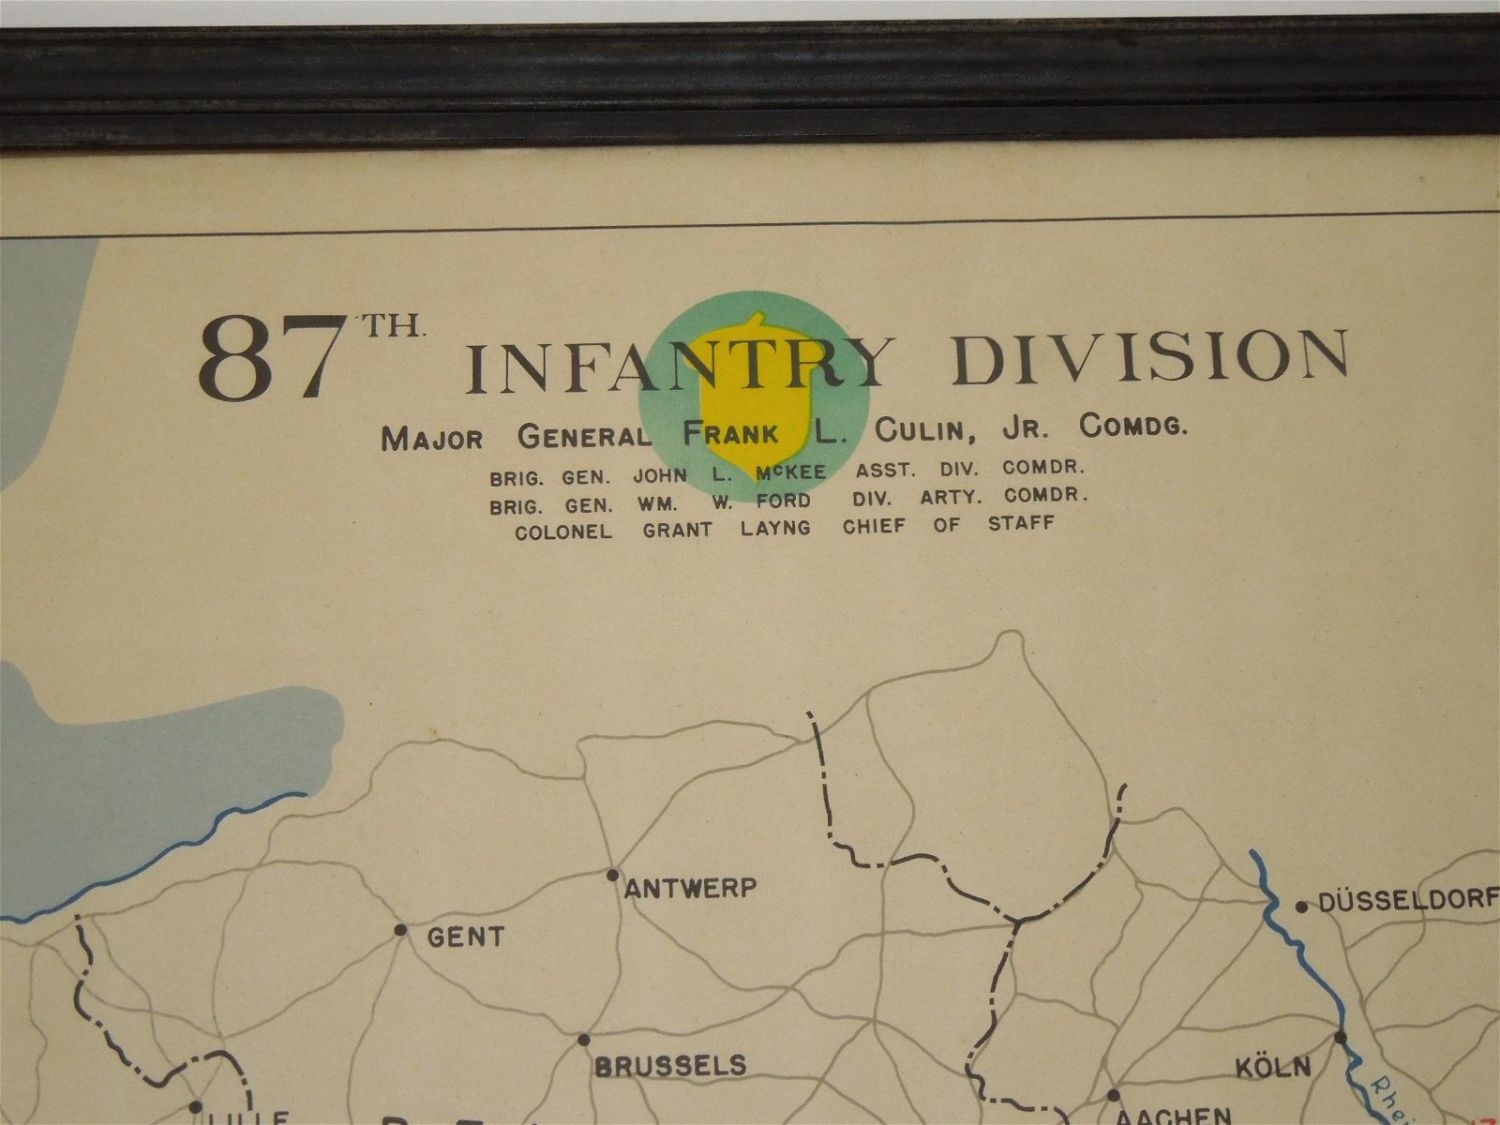 87TH. INFANTRY DIVISION
MAJOR GENERAL FRANK L. CULIN, JR. COMDG.
BRIG. GEN. JOHN L. McKEE ASST. DIV. COMDR.
BRIG. GEN. WM. W. FORD DIV. ARTY. COMDR.
COLONEL GRANT LAYNG CHIEF OF STAFF
ANTWERP
DÜSSELDORF
GENT
BRUSSELS
KÖLN
LILLE
AACHEN